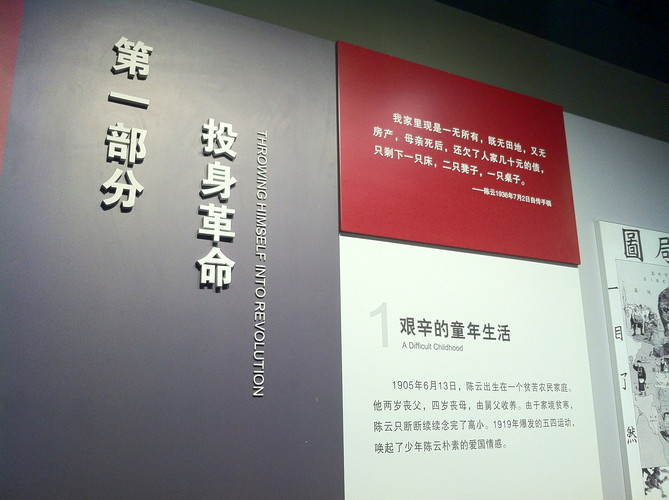 第一部分
投身革命
THROWING HIMSELF INTO REVOLUTION
我家里现是一无所有，既无田地，又无
房产，母亲死后，还欠了人家几十元的债，
只剩下一只床，二只凳子，一只桌子。
——陈云1938年7月2日自传手稿
1 艰辛的童年生活
A Difficult Childhood
1905年6月13日，陈云出生在一个贫苦农民家庭。
他两岁丧父，四岁丧母，由舅父收养。由于家境贫寒，
陈云只断断续续念完了高小。1919年爆发的五四运动，
唤起了少年陈云朴素的爱国情感。
圖局
一目了然